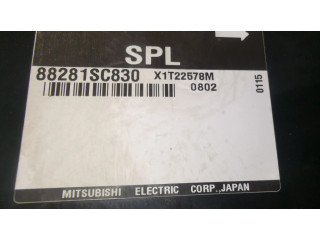 SPL
88281SC830 X1T22578M
0802
0115
MITSUBISHI ELECTRIC CORP. JAPAN